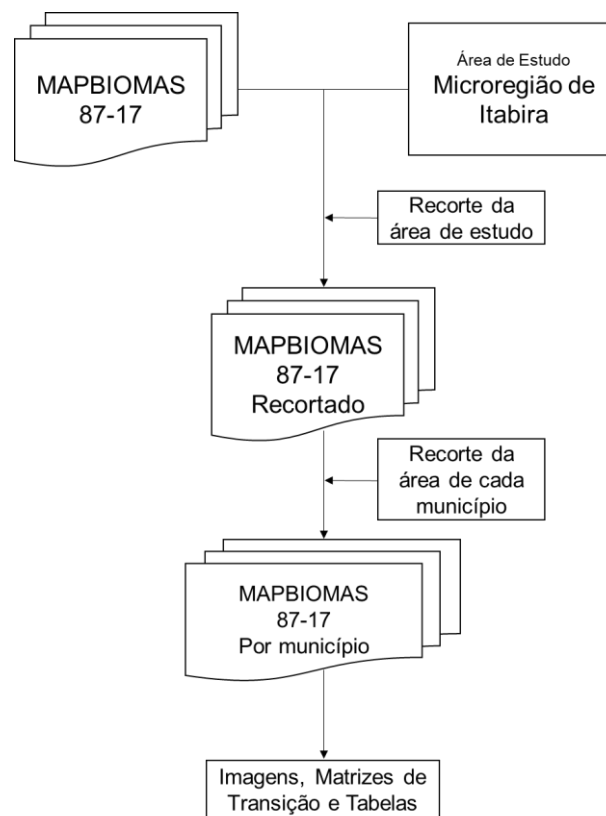 MAPBIOMAS
87-17
Área de Estudo
Microregião de
Itabira
Recorte da
área de estudo
MAPBIOMAS
87-17
Recortado
Recorte da
área de cada
município
MAPBIOMAS
87-17
Por município
Imagens, Matrizes de
Transição e Tabelas